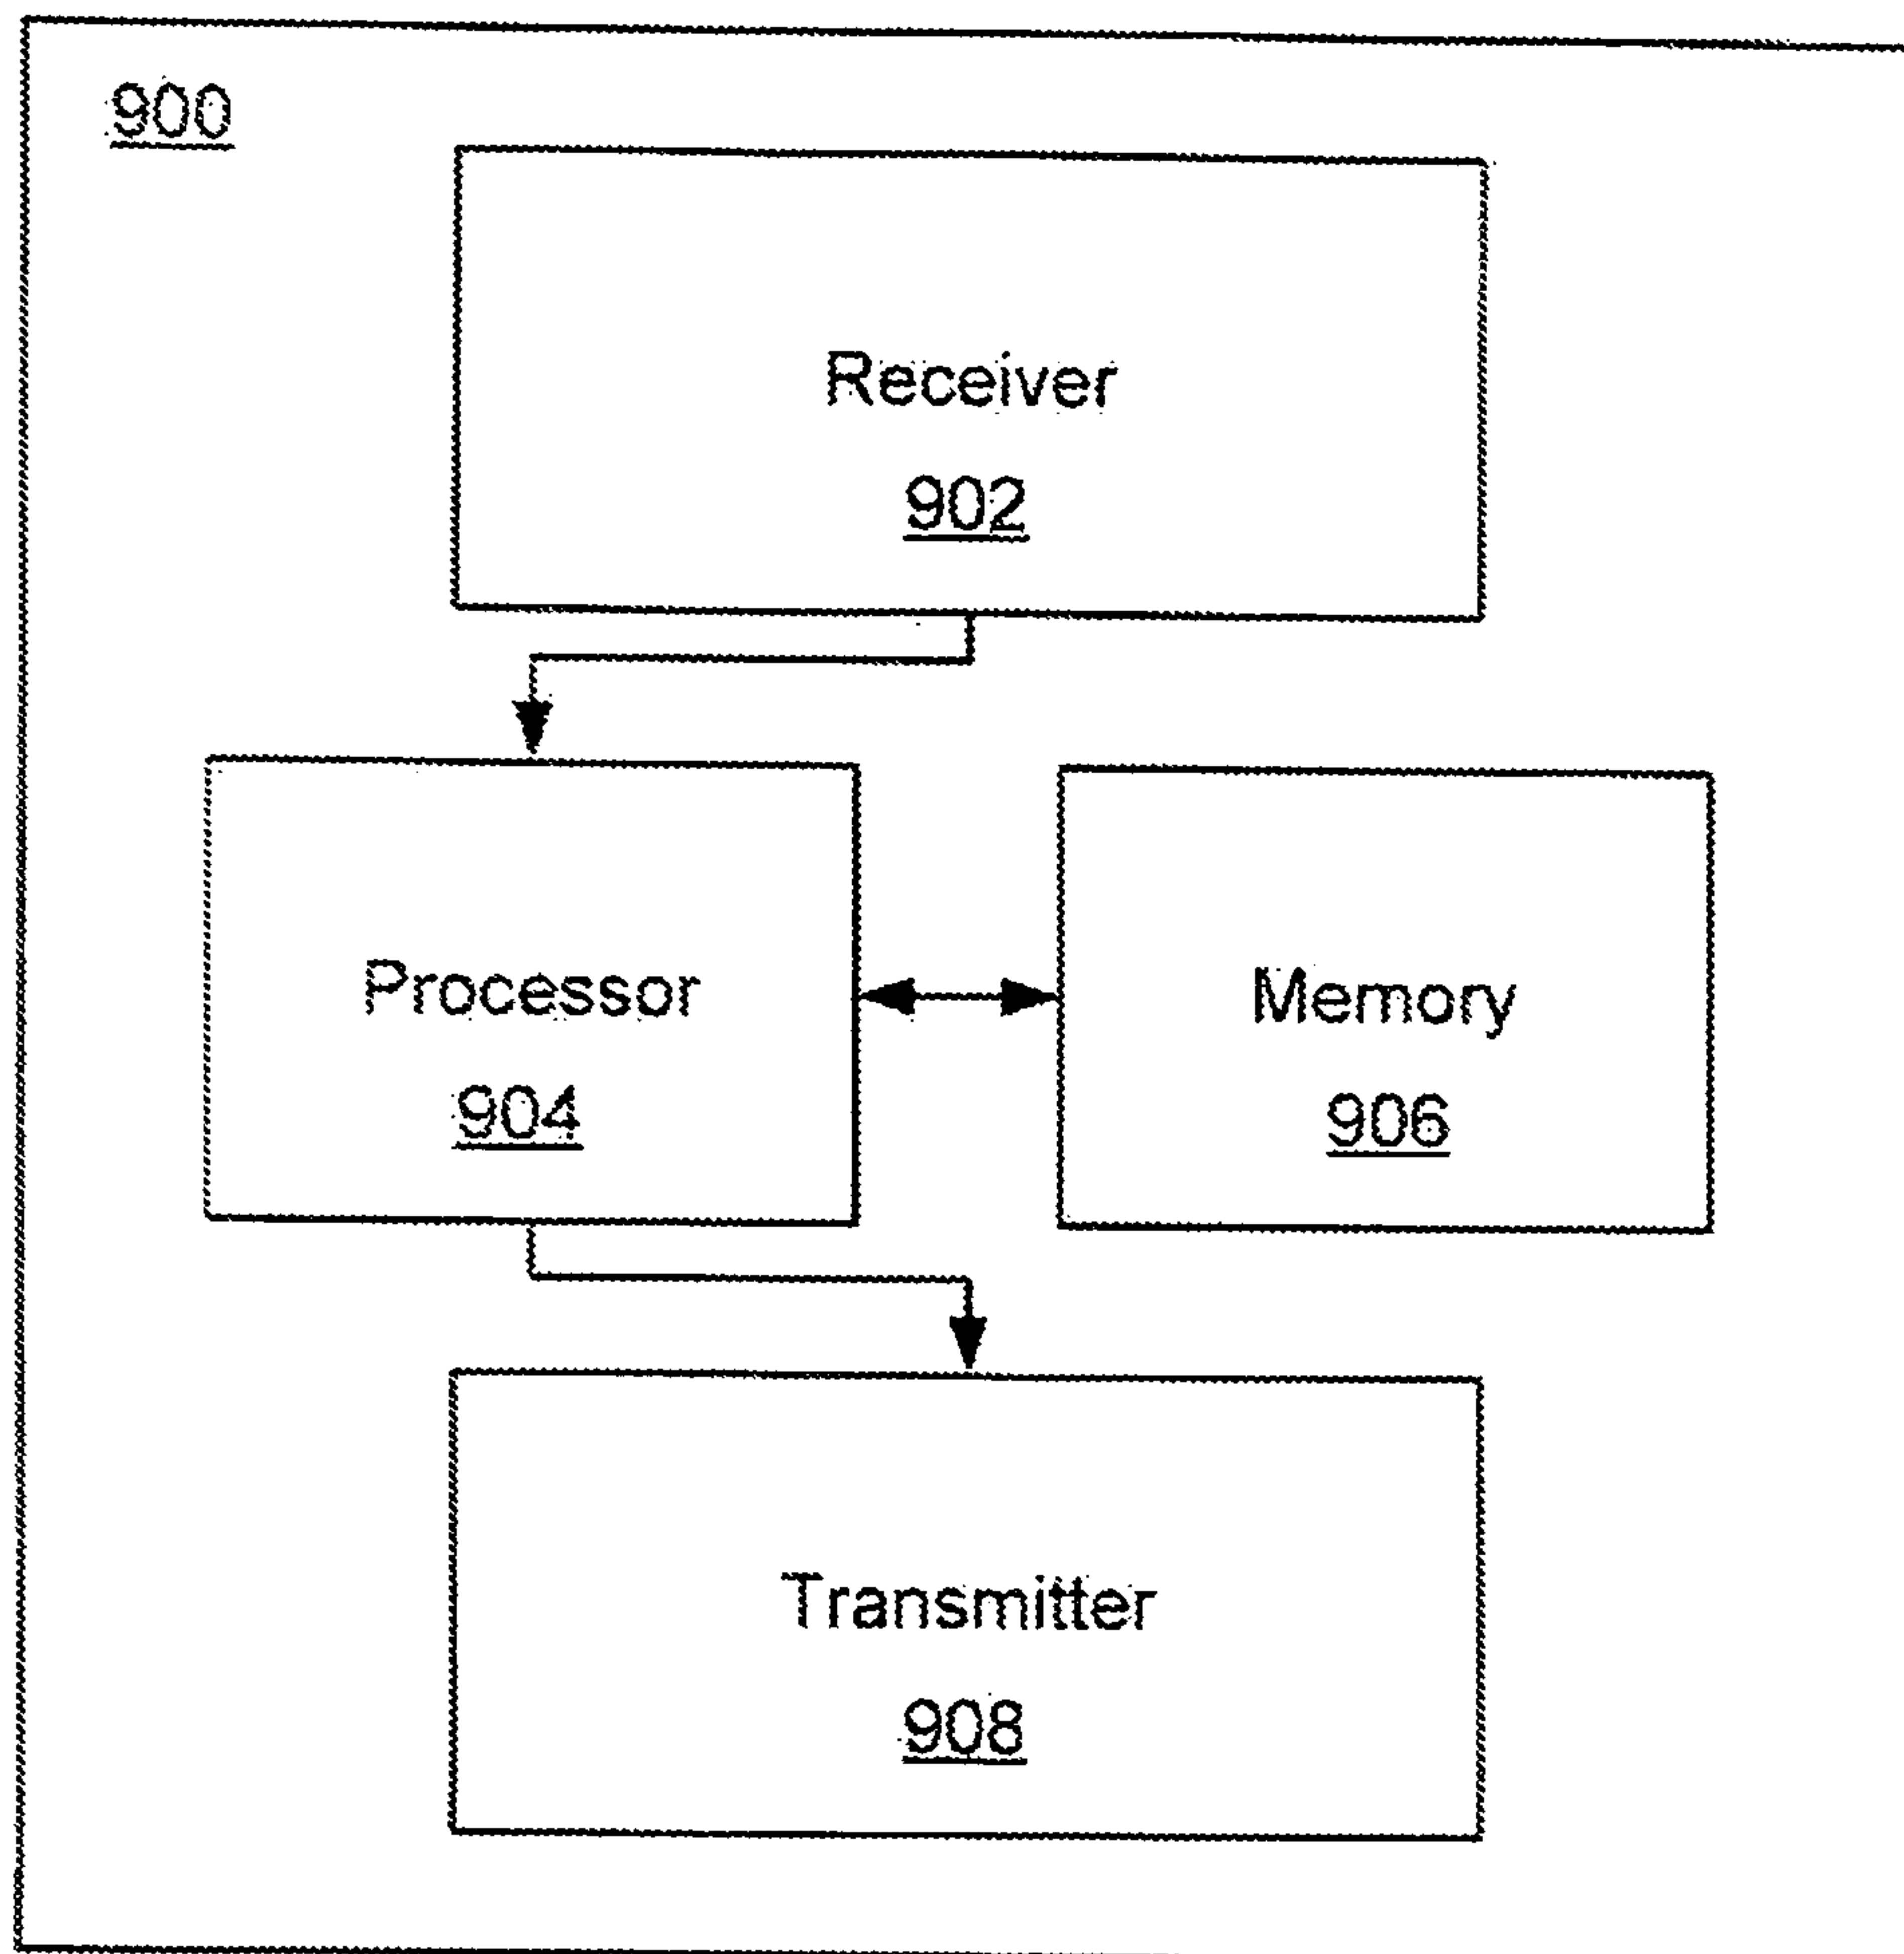 900
Receiver
902
Processor
904
Memory
906
Transmitter
908